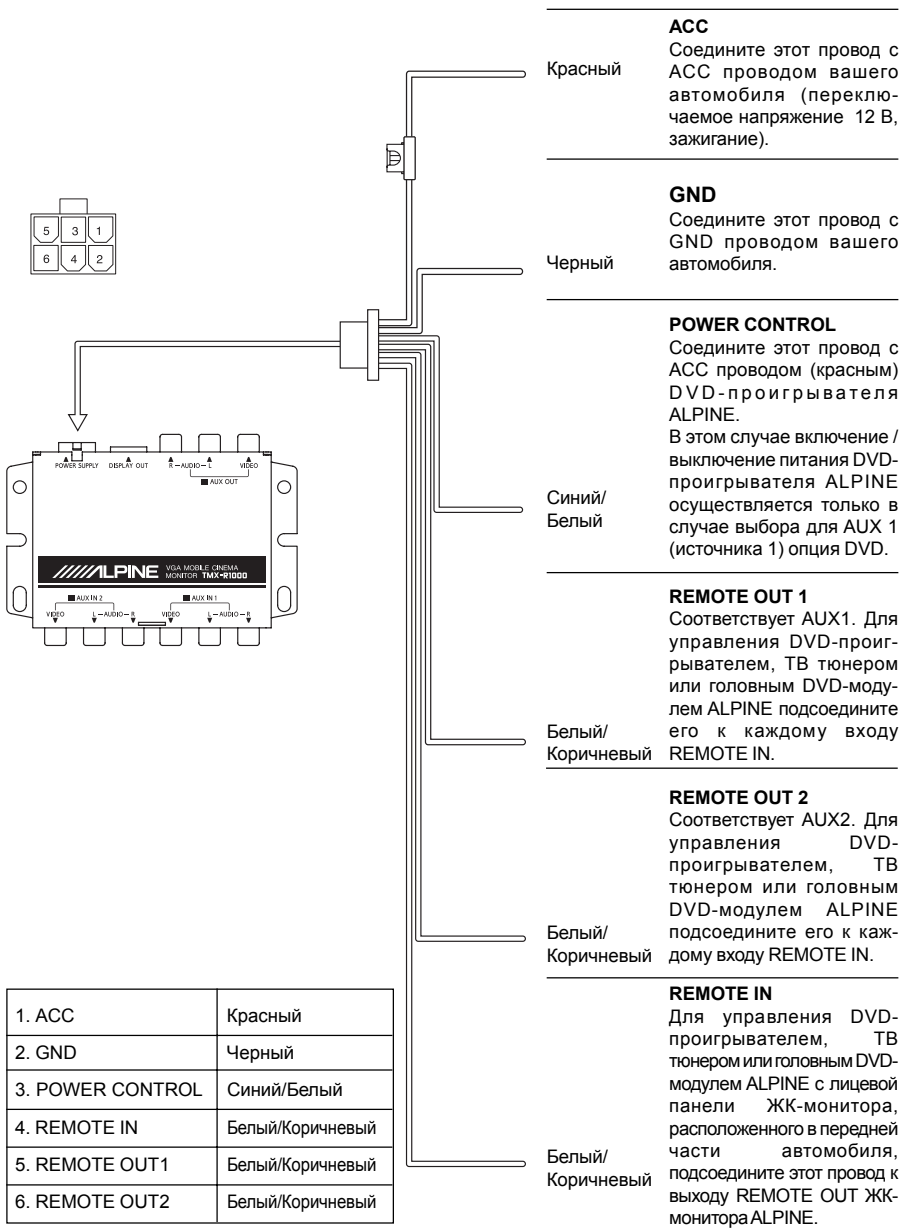 Красный
ACC
Соедините этот провод с
ACC проводом вашего
автомобиля (переклю-
чаемое напряжение 12 В,
зажигание).
Черный
GND
Соедините этот провод с
GND проводом вашего
автомобиля.
Синий/
Белый
POWER CONTROL
Соедините этот провод с
ACC проводом (красным)
DVD-проигрывателя
ALPINE.
В этом случае включение /
выключение питания DVD-
проигрывателя ALPINE
осуществляется только в
случае выбора для AUX 1
(источника 1) опция DVD.
Белый/
Коричневый
REMOTE OUT 1
Соответствует AUX1. Для
управления DVD-проиг-
рывателем, ТВ тюнером
или головным DVD-моду-
лем ALPINE подсоедините
его к каждому входу
REMOTE IN.
Белый/
Коричневый
REMOTE OUT 2
Соответствует AUX2. Для
управления DVD-
проигрывателем, ТВ
тюнером или головным
DVD-модулем ALPINE
подсоедините его к каж-
дому входу REMOTE IN.
Белый/
Коричневый
REMOTE IN
Для управления DVD-
проигрывателем, ТВ
тюнером или головным DVD-
модулем ALPINE с лицевой
панели ЖК-монитора,
расположенного в передней
части автомобиля,
подсоедините этот провод к
выходу REMOTE OUT ЖК-
монитора ALPINE.
5 3 1
6 4 2
POWER SUPPLY DISPLAY OUT R – AUDIO – L VIDEO
AUX OUT
ALPINE VGA MOBILE CINEMA
MONITOR TMX-R1000
AUX IN 2 AUX IN 1
VIDEO L – AUDIO – R VIDEO L – AUDIO – R
1. ACC Красный
2. GND Черный
3. POWER CONTROL Синий/Белый
4. REMOTE IN Белый/Коричневый
5. REMOTE OUT1 Белый/Коричневый
6. REMOTE OUT2 Белый/Коричневый